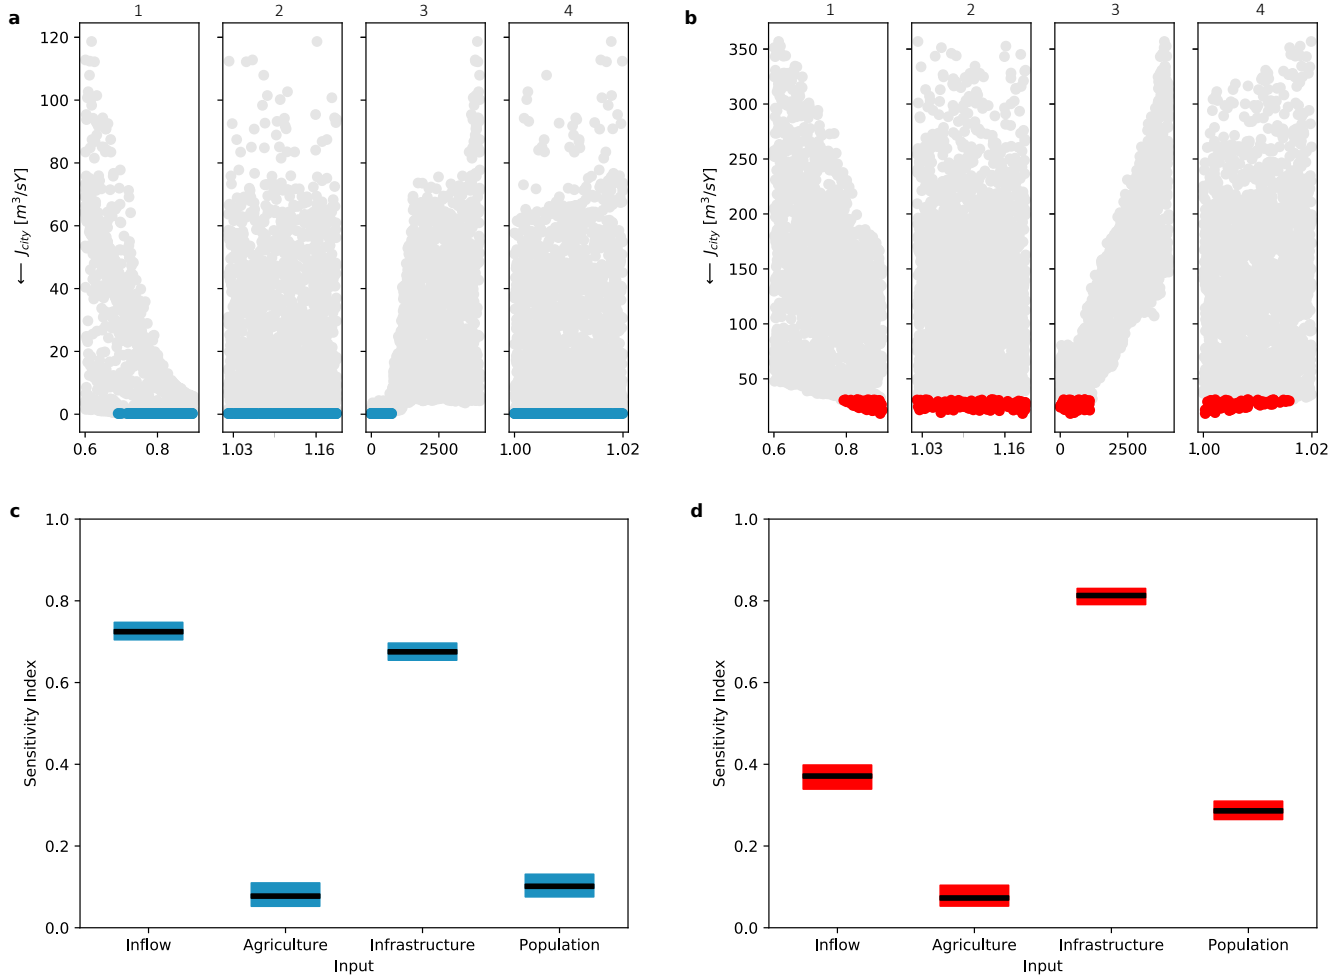 a
1 2 3 4
120
100
80
60
40
20
0
← J_city [m^3/sY]
0.6 0.8 1.03 1.16 0 2500 1.00 1.02
b
1 2 3 4
350
300
250
200
150
100
50
← J_city [m^3/sY]
0.6 0.8 1.03 1.16 0 2500 1.00 1.02
c
1.0
0.8
0.6
0.4
0.2
0.0
Sensitivity Index
Inflow Agriculture Infrastructure Population
Input
d
1.0
0.8
0.6
0.4
0.2
0.0
Sensitivity Index
Inflow Agriculture Infrastructure Population
Input